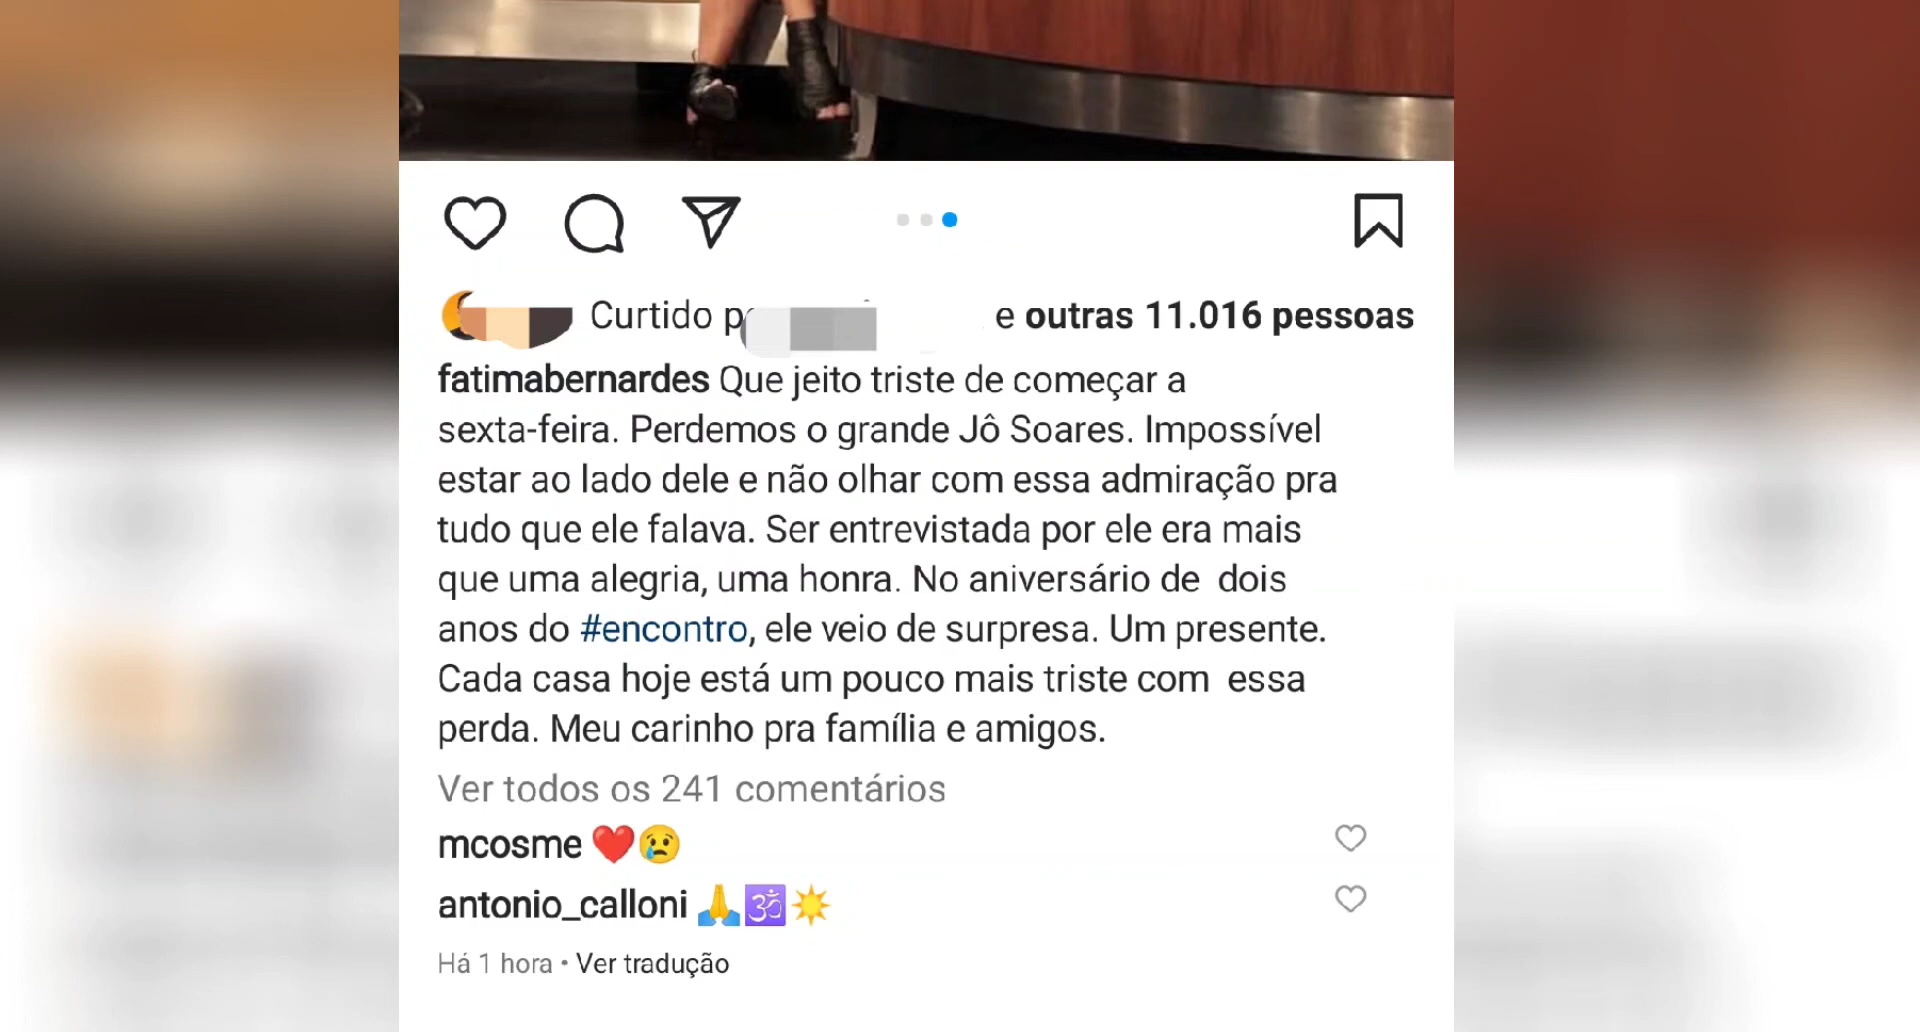 Curtido e outras 11.016 pessoas
fatimabernardes Que jeito triste de começar a
sexta-feira. Perdemos o grande Jô Soares. Impossível
estar ao lado dele e não olhar com essa admiração pra
tudo que ele falava. Ser entrevistada por ele era mais
que uma alegria, uma honra. No aniversário de dois
anos do #encontro, ele veio de surpresa. Um presente.
Cada casa hoje está um pouco mais triste com essa
perda. Meu carinho pra família e amigos.
Ver todos os 241 comentários
mcosme ❤️😢
antonio_calloni 🙏🕉️☀️
Há 1 hora • Ver tradução